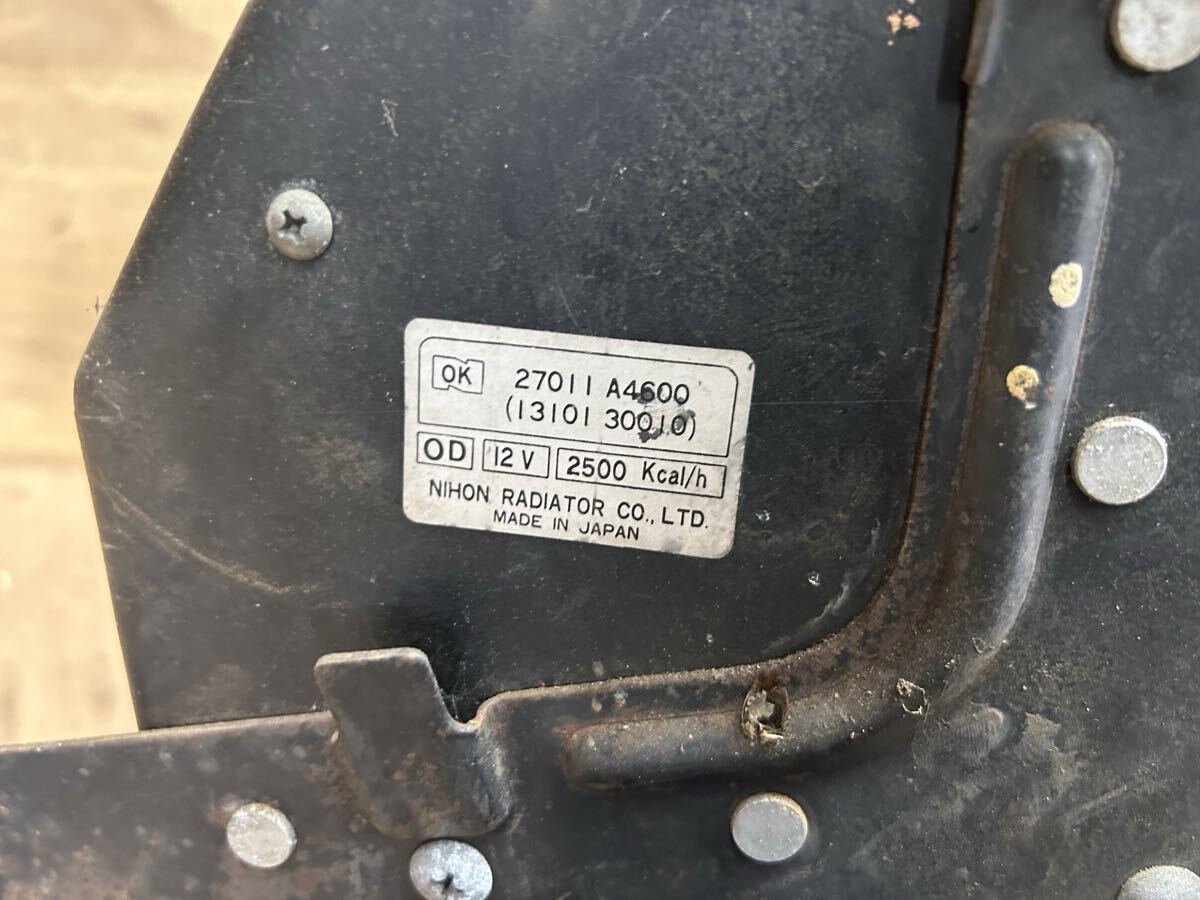 OK 27011 A4600
(13101 30010)
OD 12V 2500 Kcal/h
NIHON RADIATOR CO., LTD.
MADE IN JAPAN